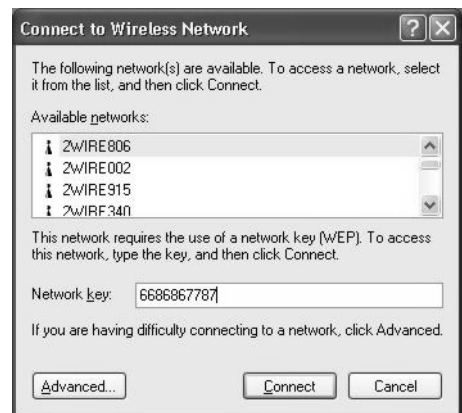 Connect to Wireless Network
The following network(s) are available. To access a network, select
it from the list, and then click Connect.
Available networks:
2WIRE806
2WIRE002
2WIRE915
2WIRE340
This network requires the use of a network key (WEP). To access
this network, type the key, and then click Connect.
Network key: 6686867787
If you are having difficulty connecting to a network, click Advanced.
Advanced... Connect Cancel